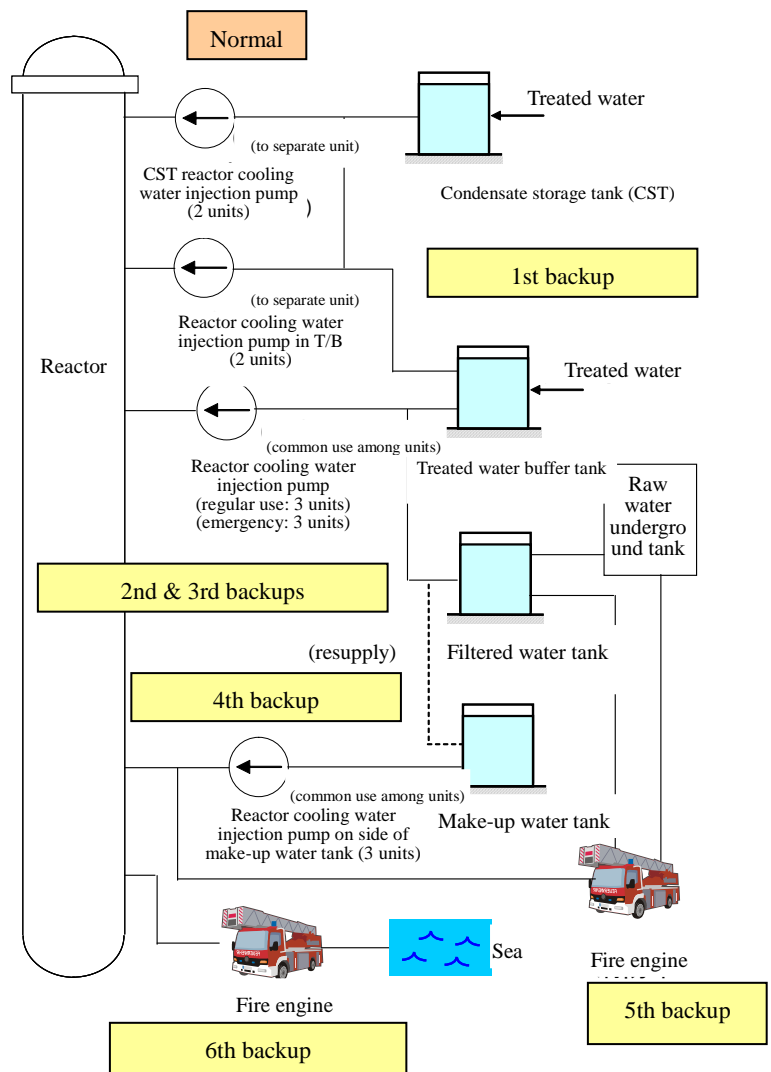 Normal
Treated water
(to separate unit)
CST reactor cooling
water injection pump
(2 units)
)
Condensate storage tank (CST)
1st backup
(to separate unit)
Reactor cooling water
injection pump in T/B
(2 units)
Reactor
Treated water
(common use among units)
Reactor cooling water
injection pump
(regular use: 3 units)
(emergency: 3 units)
Treated water buffer tank
Raw
water
undergro
und tank
2nd & 3rd backups
(resupply)
Filtered water tank
4th backup
(common use among units)
Reactor cooling water
injection pump on side of
make-up water tank (3 units)
Make-up water tank
Sea
Fire engine
Fire engine
5th backup
6th backup